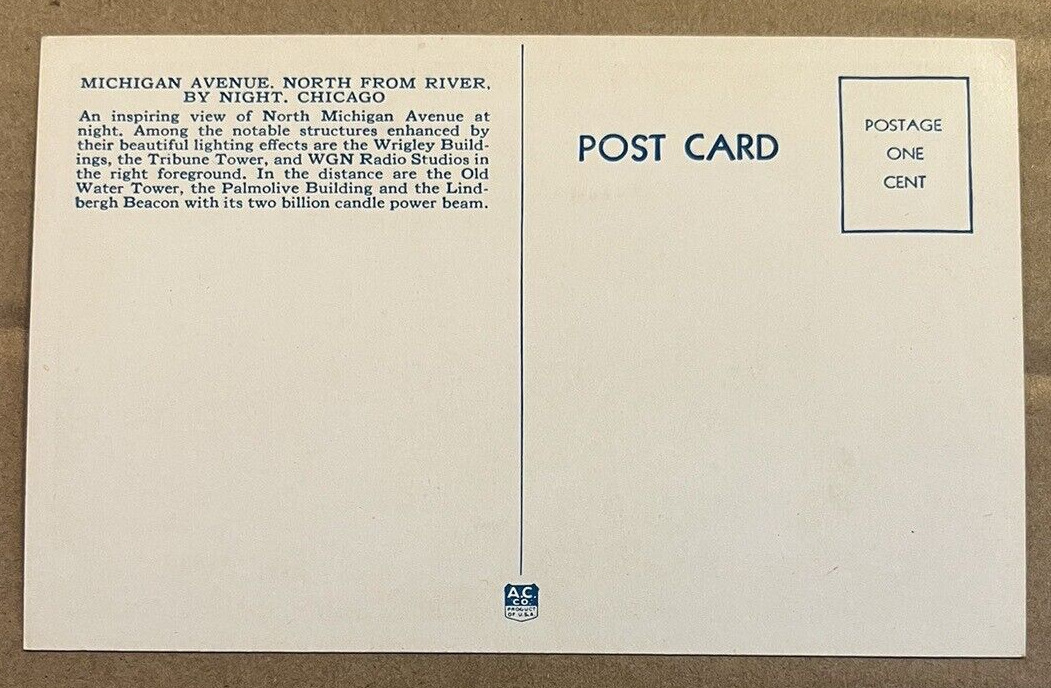 MICHIGAN AVENUE, NORTH FROM RIVER,
BY NIGHT, CHICAGO
An inspiring view of North Michigan Avenue at
night. Among the notable structures enhanced by
their beautiful lighting effects are the Wrigley Build-
ings, the Tribune Tower, and WGN Radio Studios in
the right foreground. In the distance are the Old
Water Tower, the Palmolive Building and the Lind-
bergh Beacon with its two billion candle power beam.
POST CARD
POSTAGE
ONE
CENT
A.C.
CO.
PRODUCT
OF U.S.A.